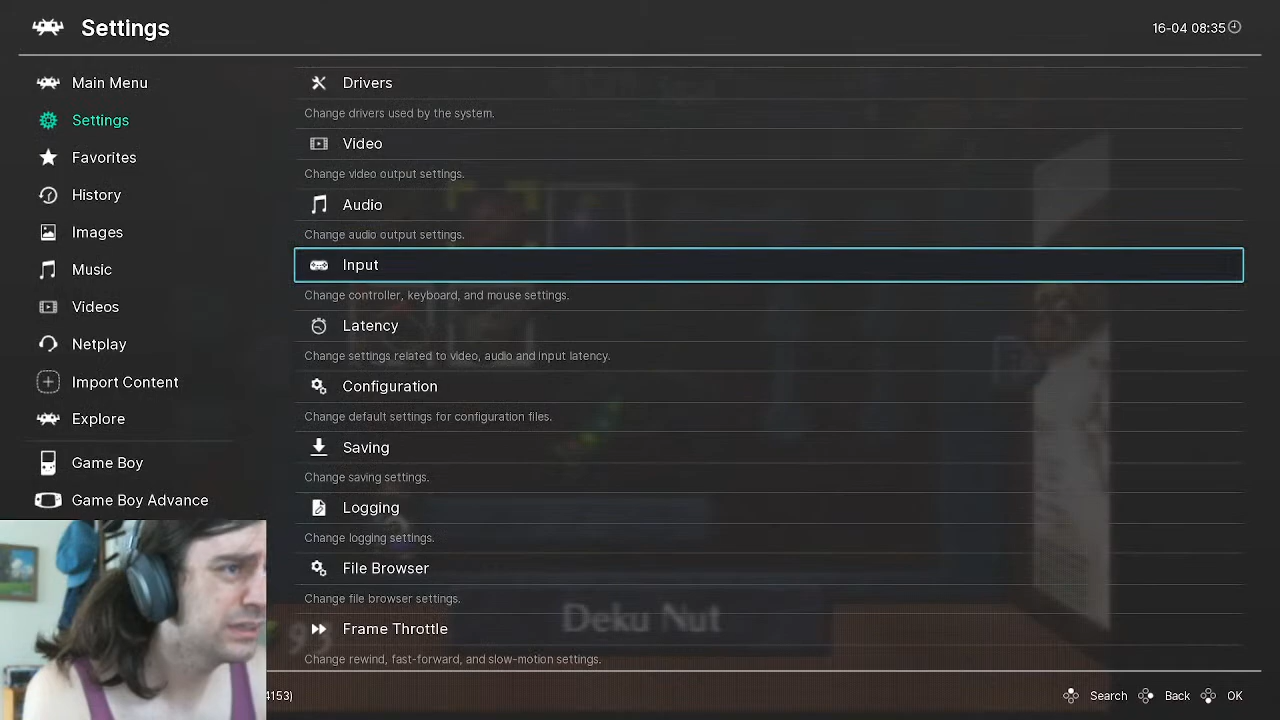 Settings
16-04 08:35
Main Menu
Settings
Favorites
History
Images
Music
Videos
Netplay
Import Content
Explore
Game Boy
Game Boy Advance
Drivers
Change drivers used by the system.
Video
Change video output settings.
Audio
Change audio output settings.
Input
Change controller, keyboard, and mouse settings.
Latency
Change settings related to video, audio and input latency.
Configuration
Change default settings for configuration files.
Saving
Change saving settings.
Logging
Change logging settings.
File Browser
Change file browser settings.
Frame Throttle
Change rewind, fast-forward, and slow-motion settings.
Deku Nut
4153)
Search
Back
OK